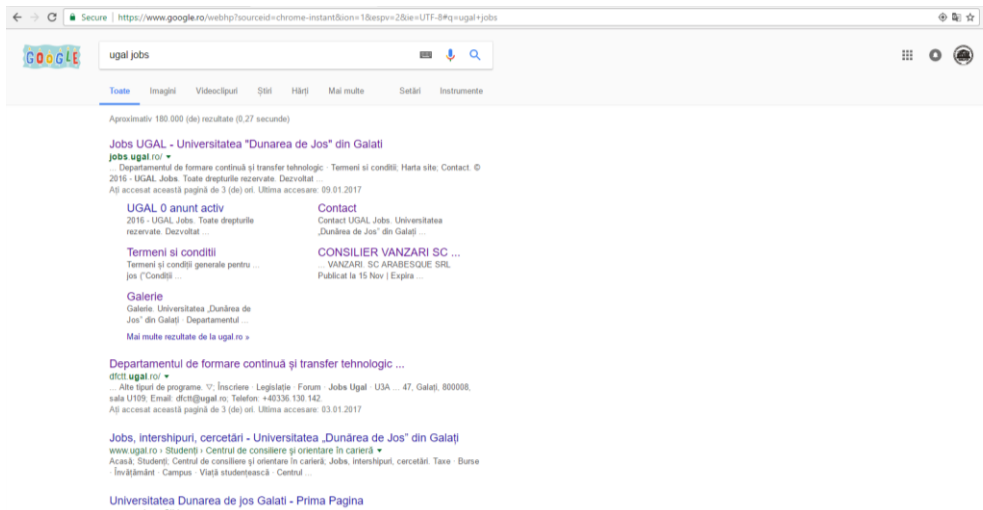 Secure | https://www.google.ro/webhp?sourceid=chrome-instant&ion=1&espv=2&ie=UTF-8#q=ugal+jobs
GOOGLE
ugal jobs
Toate Imagini Videoclipuri Știri Hărți Mai multe Setări Instrumente
Aproximativ 180.000 (de) rezultate (0,27 secunde)
Jobs UGAL - Universitatea "Dunarea de Jos" din Galati
jobs.ugal.ro/
... Departamentul de formare continuă și transfer tehnologic · Termeni si conditii; Harta site; Contact. ©
2016 - UGAL Jobs. Toate drepturile rezervate. Dezvoltat ...
Ați accesat această pagină de 3 (de) ori. Ultima accesare: 09.01.2017
UGAL 0 anunt activ
2016 - UGAL Jobs. Toate drepturile
rezervate. Dezvoltat ...
Contact
Contact UGAL Jobs. Universitatea
„Dunărea de Jos” din Galați ...
Termeni si conditii
Termeni și condiții generale pentru ...
jos ("Condiții ...
CONSILIER VANZARI SC ...
... VANZARI. SC ARABESQUE SRL
Publicat la 15 Nov | Expira ...
Galerie
Galerie. Universitatea „Dunărea de
Jos” din Galați · Departamentul ...
Mai multe rezultate de la ugal.ro »
Departamentul de formare continuă și transfer tehnologic ...
dfctt.ugal.ro/
... Alte tipuri de programe. ▽; Înscriere · Legislație · Forum · Jobs Ugal · U3A ... 47, Galați, 800008,
sala U109; Email: dfctt@ugal.ro; Telefon: +40336.130.142.
Ați accesat această pagină de 3 (de) ori. Ultima accesare: 03.01.2017
Jobs, intershipuri, cercetări - Universitatea „Dunărea de Jos” din Galați
www.ugal.ro › Studenți › Centrul de consiliere și orientare în carieră
Acasă; Studenți; Centrul de consiliere și orientare în carieră; Jobs, intershipuri, cercetări. Taxe · Burse
· Învățământ · Campus · Viață studențească · Centrul ...
Universitatea Dunarea de jos Galati - Prima Pagina